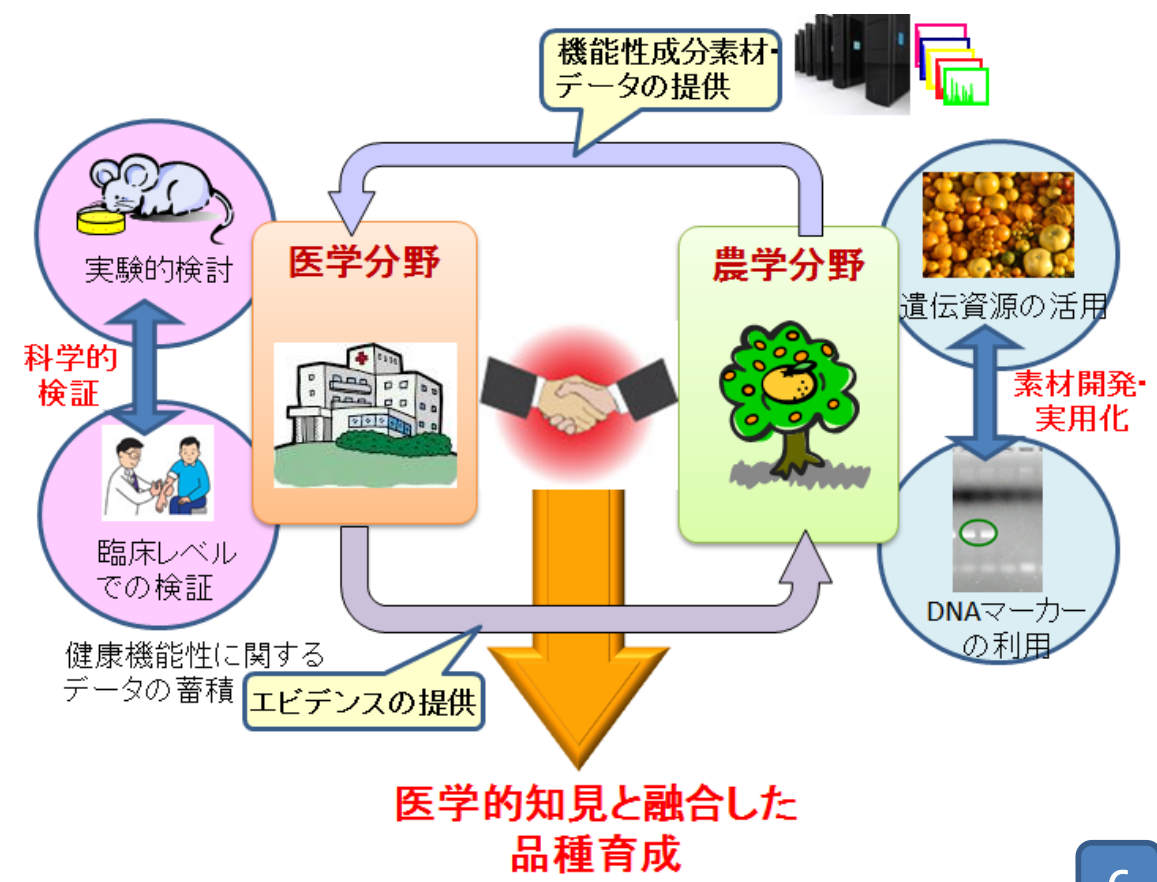 機能性成分素材・
データの提供
実験的検討
医学分野
農学分野
遺伝資源の活用
科学的
検証
素材開発・
実用化
臨床レベル
での検証
DNAマーカー
の利用
健康機能性に関する
データの蓄積
エビデンスの提供
医学的知見と融合した
品種育成